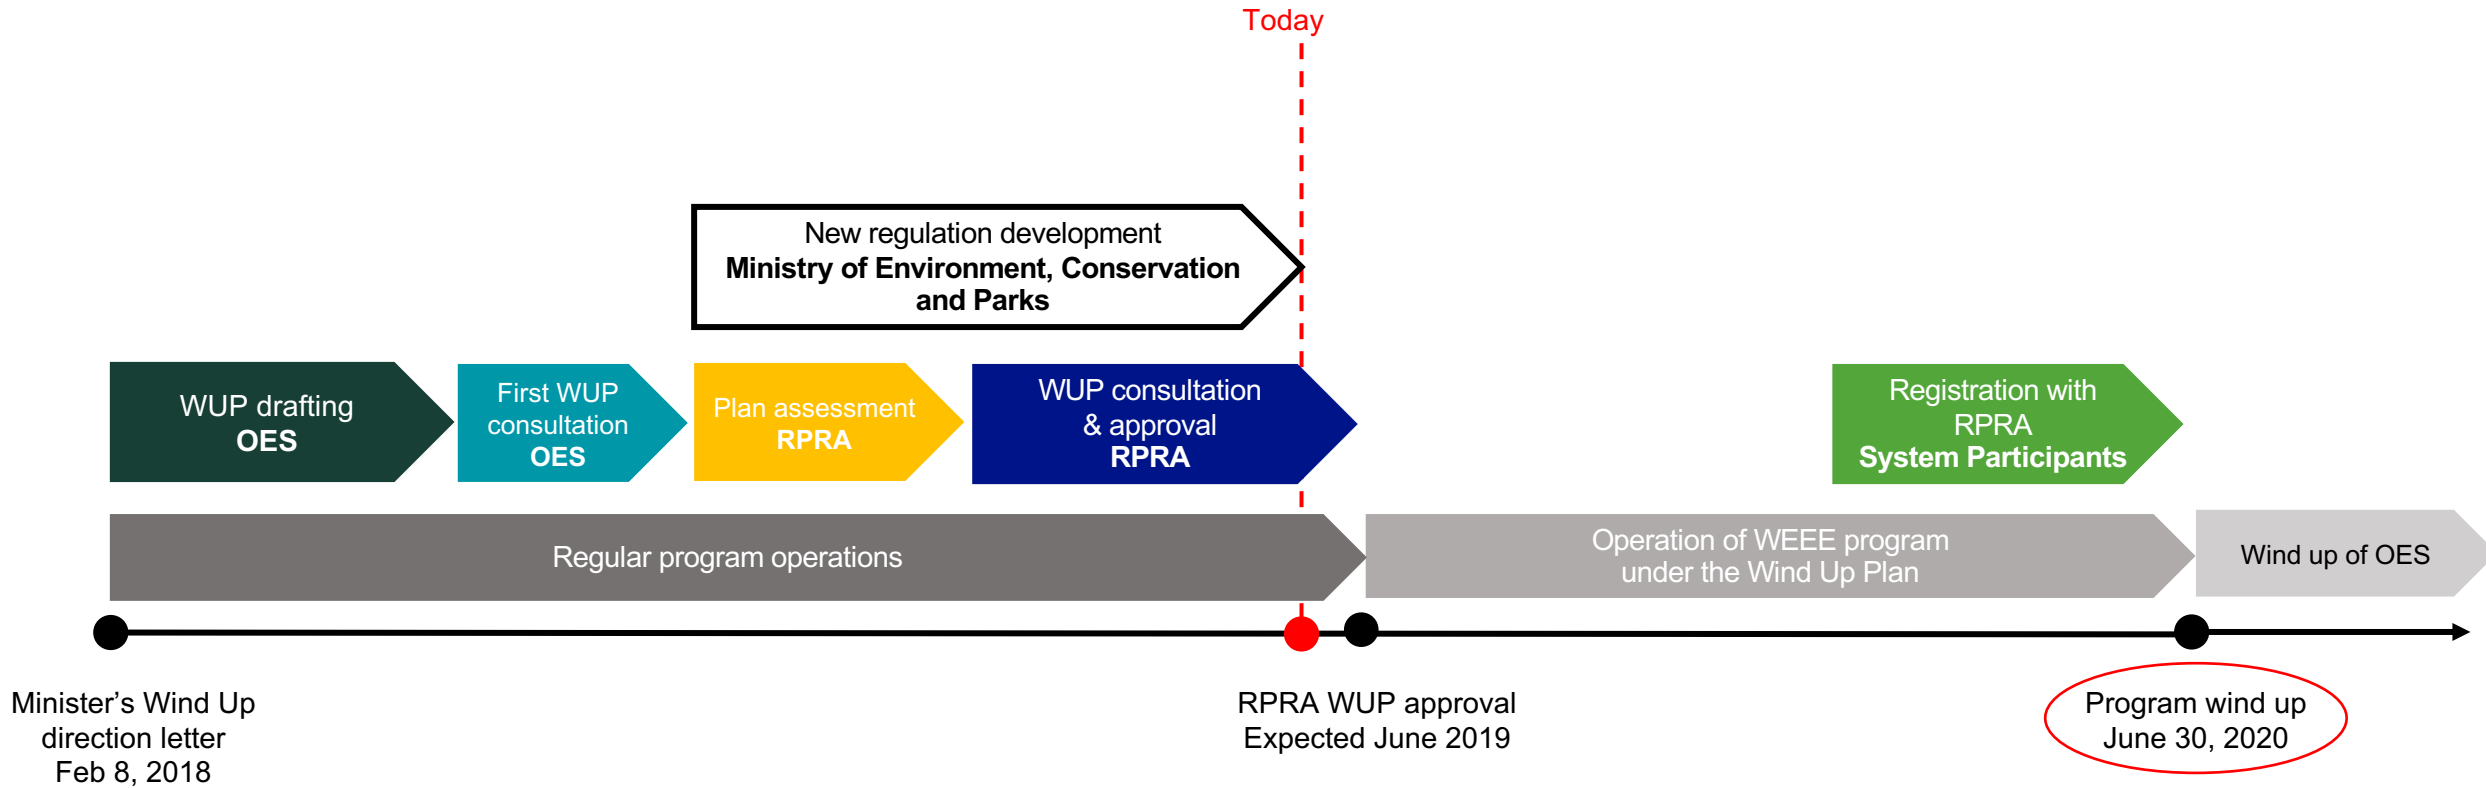 Today
New regulation development
Ministry of Environment, Conservation
and Parks
WUP drafting
OES
First WUP
consultation
OES
Plan assessment
RPRA
WUP consultation
& approval
RPRA
Registration with
RPRA
System Participants
Regular program operations
Operation of WEEE program
under the Wind Up Plan
Wind up of OES
Minister’s Wind Up
direction letter
Feb 8, 2018
RPRA WUP approval
Expected June 2019
Program wind up
June 30, 2020